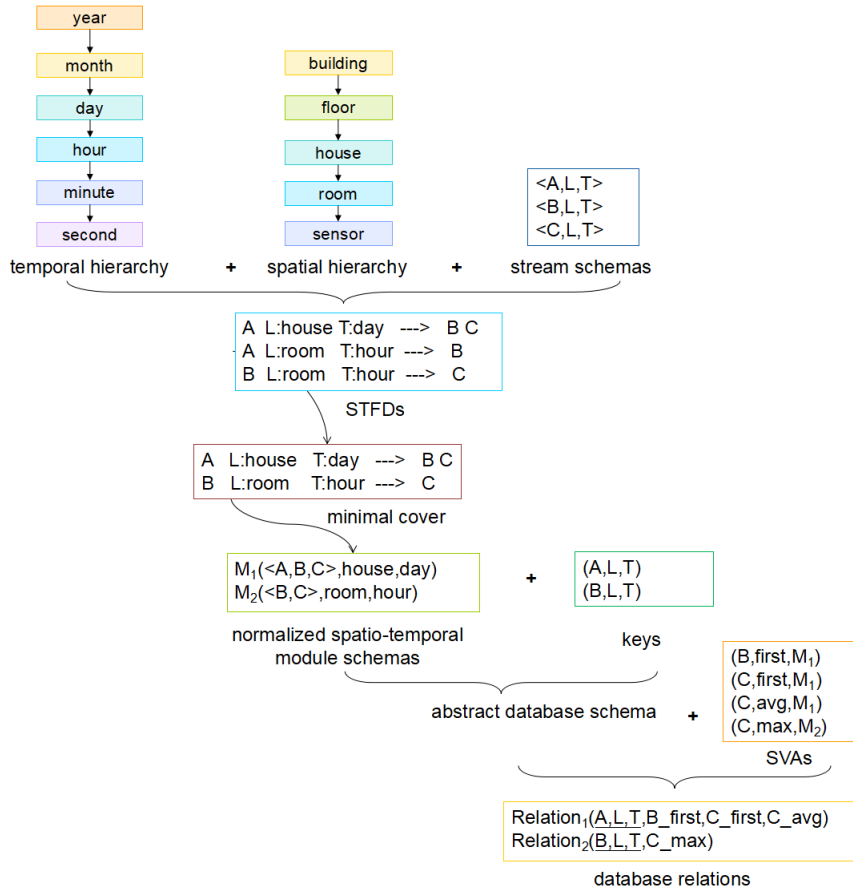 year
month
building
day
floor
hour
house
minute
room
second
sensor
<A,L,T>
<B,L,T>
<C,L,T>
temporal hierarchy + spatial hierarchy + stream schemas
A L:house T:day ---> B C
A L:room T:hour ---> B
B L:room T:hour ---> C
STFDs
A L:house T:day ---> B C
B L:room T:hour ---> C
minimal cover
M1(<A,B,C>,house,day)
M2(<B,C>,room,hour)
+
(A,L,T)
(B,L,T)
normalized spatio-temporal
module schemas
keys
(B,first,M1)
(C,first,M1)
(C,avg,M1)
(C,max,M2)
abstract database schema +
SVAs
Relation1(A,L,T,B_first,C_first,C_avg)
Relation2(B,L,T,C_max)
database relations